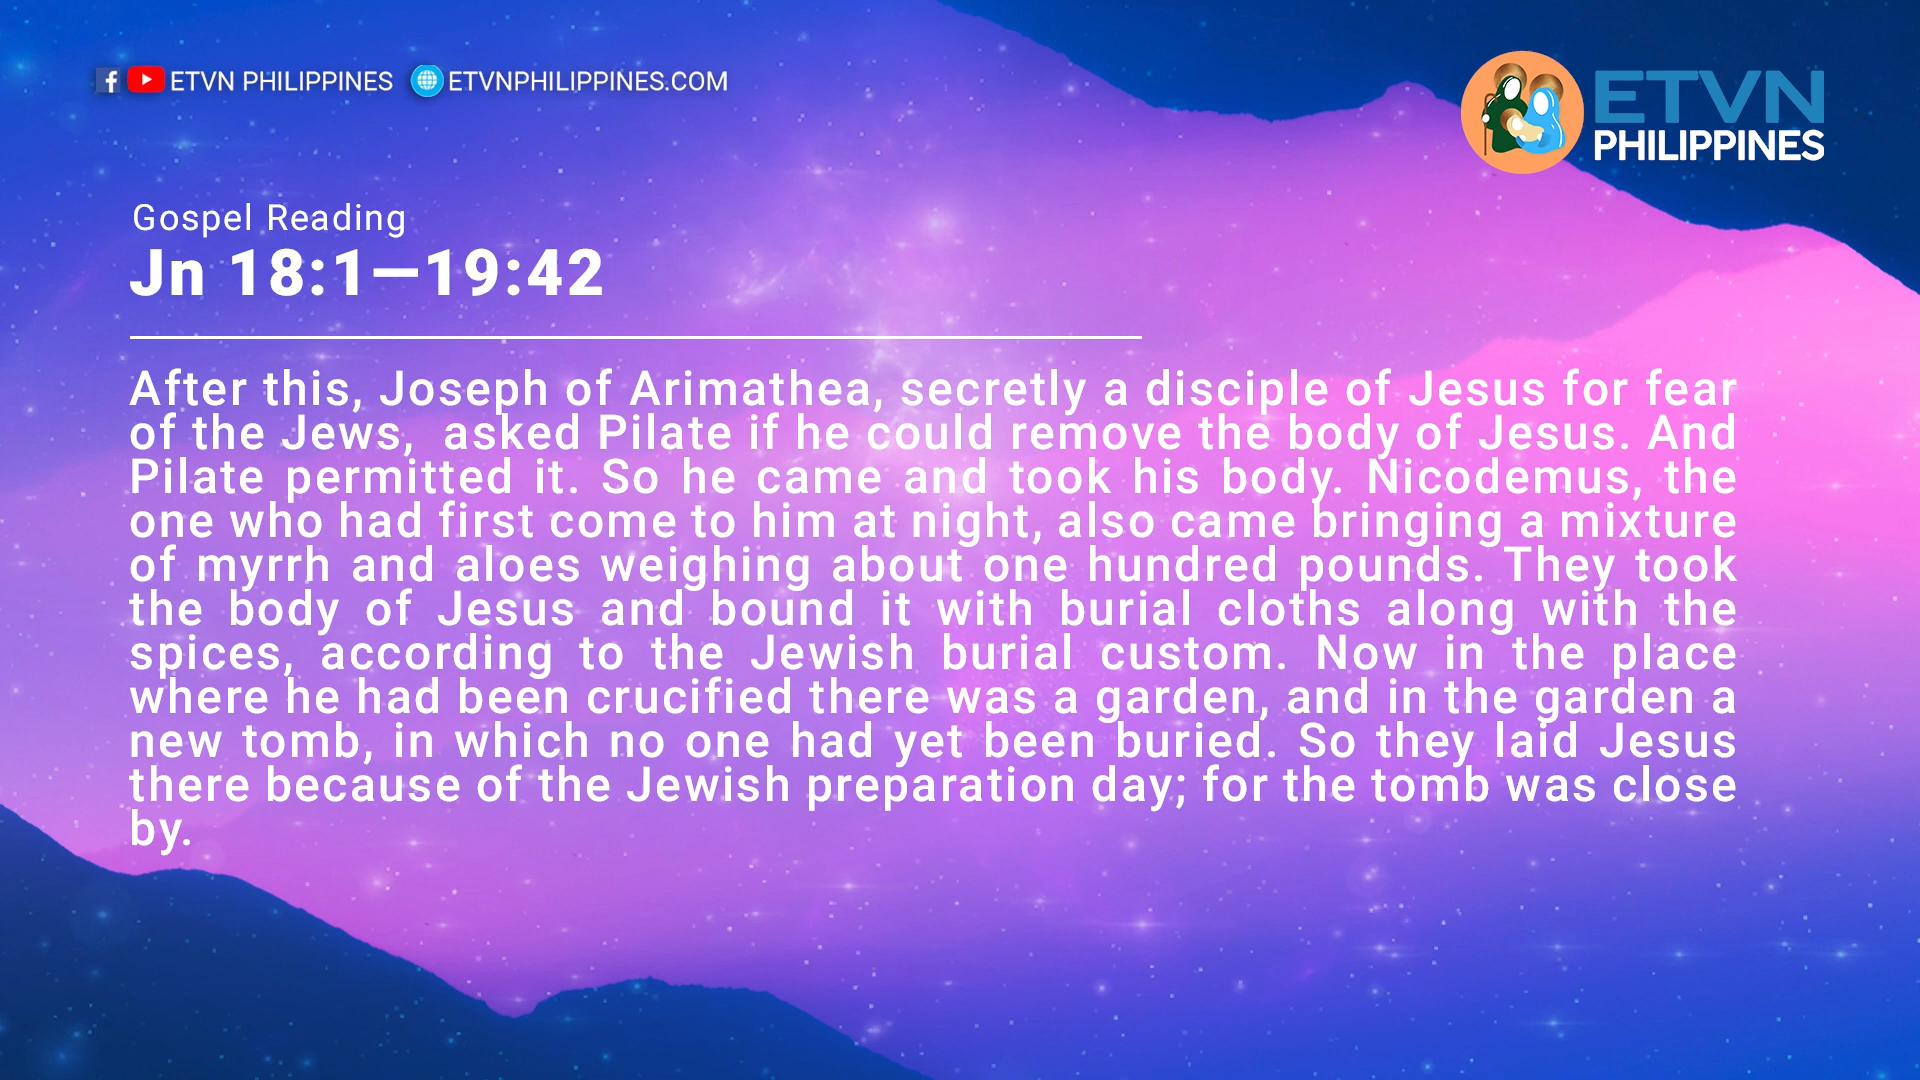 ETVN PHILIPPINES ETVNPHILIPPINES.COM
ETVN
PHILIPPINES
Gospel Reading
Jn 18:1—19:42
After this, Joseph of Arimathea, secretly a disciple of Jesus for fear
of the Jews,  asked Pilate if he could remove the body of Jesus. And
Pilate permitted it. So he came and took his body. Nicodemus, the
one who had first come to him at night, also came bringing a mixture
of myrrh and aloes weighing about one hundred pounds. They took
the body of Jesus and bound it with burial cloths along with the
spices, according to the Jewish burial custom. Now in the place
where he had been crucified there was a garden, and in the garden a
new tomb, in which no one had yet been buried. So they laid Jesus
there because of the Jewish preparation day; for the tomb was close
by.